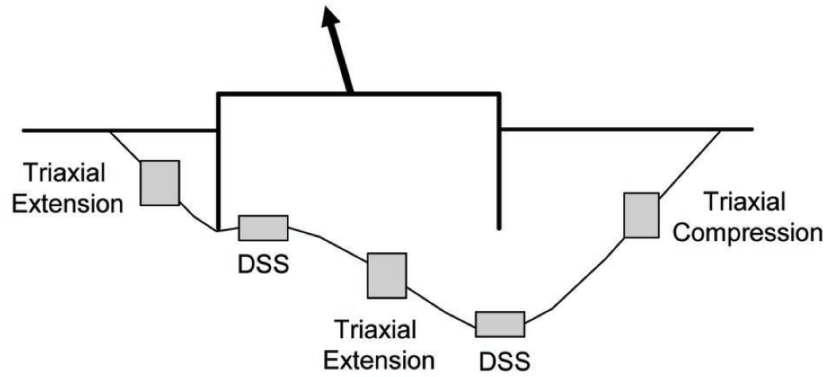 Triaxial
Extension
DSS
Triaxial
Extension
DSS
Triaxial
Compression